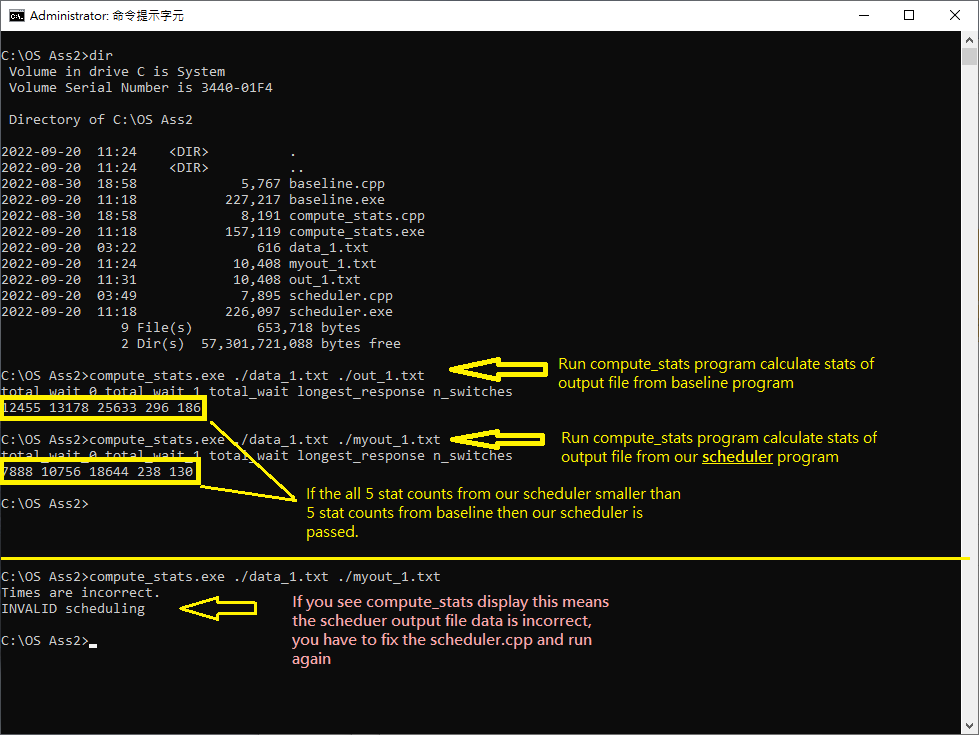 Administrator: 命令提示字元
C:\OS Ass2>dir
 Volume in drive C is System
 Volume Serial Number is 3440-01F4
 Directory of C:\OS Ass2
2022-09-20  11:24    <DIR>          .
2022-09-20  11:24    <DIR>          ..
2022-08-30  18:58             5,767 baseline.cpp
2022-09-20  11:18           227,217 baseline.exe
2022-08-30  18:58             8,191 compute_stats.cpp
2022-09-20  11:18           157,119 compute_stats.exe
2022-09-20  03:22               616 data_1.txt
2022-09-20  11:24            10,408 myout_1.txt
2022-09-20  11:31            10,408 out_1.txt
2022-09-20  03:49             7,895 scheduler.cpp
2022-09-20  11:18           226,097 scheduler.exe
               9 File(s)        653,718 bytes
               2 Dir(s)  57,301,721,088 bytes free
C:\OS Ass2>compute_stats.exe ./data_1.txt ./out_1.txt
total_wait_0 total_wait_1 total_wait longest_response n_switches
12455 13178 25633 296 186
Run compute_stats program calculate stats of
output file from baseline program
C:\OS Ass2>compute_stats.exe ./data_1.txt ./myout_1.txt
total_wait_0 total_wait_1 total_wait longest_response n_switches
7888 10756 18644 238 130
Run compute_stats program calculate stats of
output file from our scheduler program
C:\OS Ass2>
If the all 5 stat counts from our scheduler smaller than
5 stat counts from baseline then our scheduler is
passed.
C:\OS Ass2>compute_stats.exe ./data_1.txt ./myout_1.txt
Times are incorrect.
INVALID scheduling
C:\OS Ass2>
If you see compute_stats display this means
the scheduer output file data is incorrect,
you have to fix the scheduler.cpp and run
again